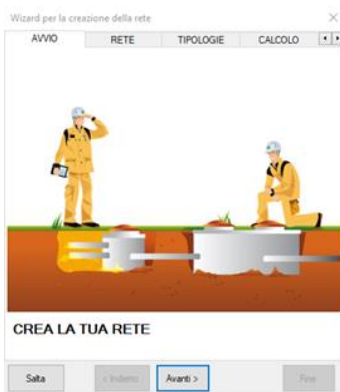 Wizard per la creazione della rete
AVVIO RETE TIPOLOGIE CALCOLO
CREA LA TUA RETE
Salta < Indietro Avanti > Fine